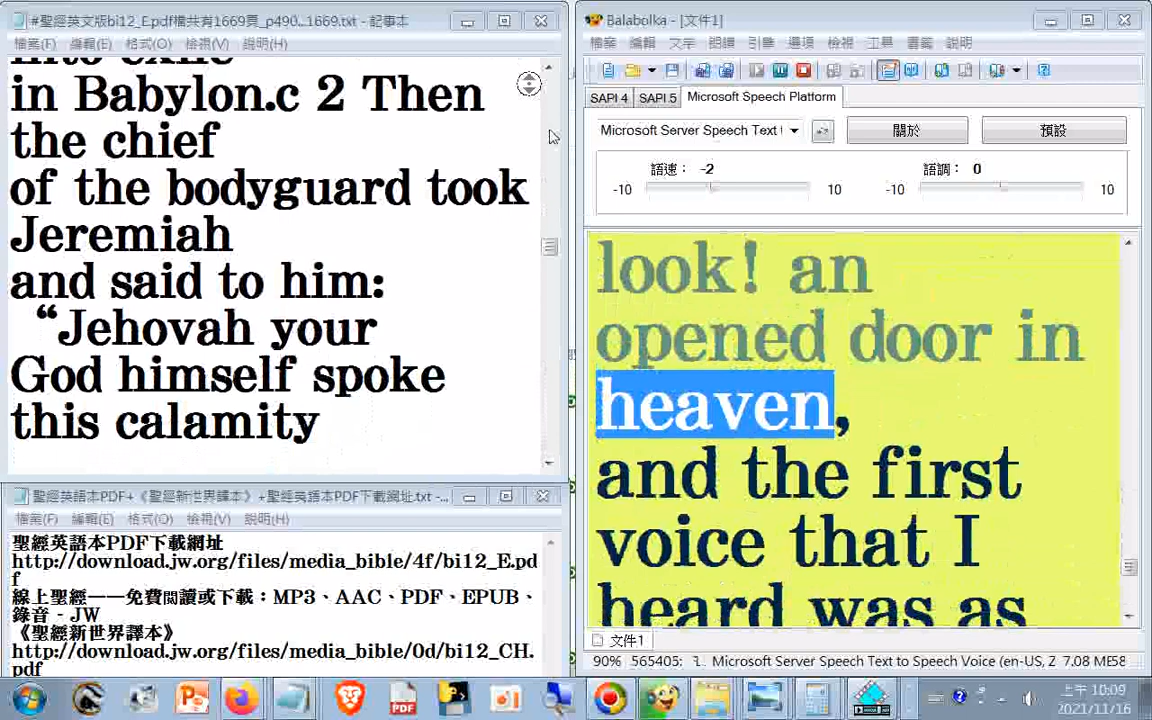 #聖經英文版bi12_E.pdf檔共有1669頁_p490...1669.txt - 記事本
檔案(F) 編輯(E) 格式(O) 檢視(V) 說明(H)
into exile
in Babylon.c 2 Then
the chief
of the bodyguard took
Jeremiah
and said to him:
“Jehovah your
God himself spoke
this calamity
聖經英語本PDF+《聖經新世界譯本》+聖經英語本PDF下載網址.txt - ...
檔案(F) 編輯(E) 格式(O) 檢視(V) 說明(H)
聖經英語本PDF下載網址
http://download.jw.org/files/media_bible/4f/bi12_E.pd
f
線上聖經——免費閱讀或下載：MP3、AAC、PDF、EPUB、
錄音 - JW
《聖經新世界譯本》
http://download.jw.org/files/media_bible/0d/bi12_CH.
pdf
Balabolka - [文件1]
檔案 編輯 文字 朗讀 引擎 選項 檢視 工具 書籤 說明
SAPI 4 SAPI 5 Microsoft Speech Platform
Microsoft Server Speech Text
關於 預設
語速： -2 語調： 0
-10 10 -10 10
look! an
opened door in
heaven,
and the first
voice that I
heard was as
文件1
90% 565405: Microsoft Server Speech Text to Speech Voice (en-US, Z 7.08 ME58
PDF
上午 10:09
2021/11/16